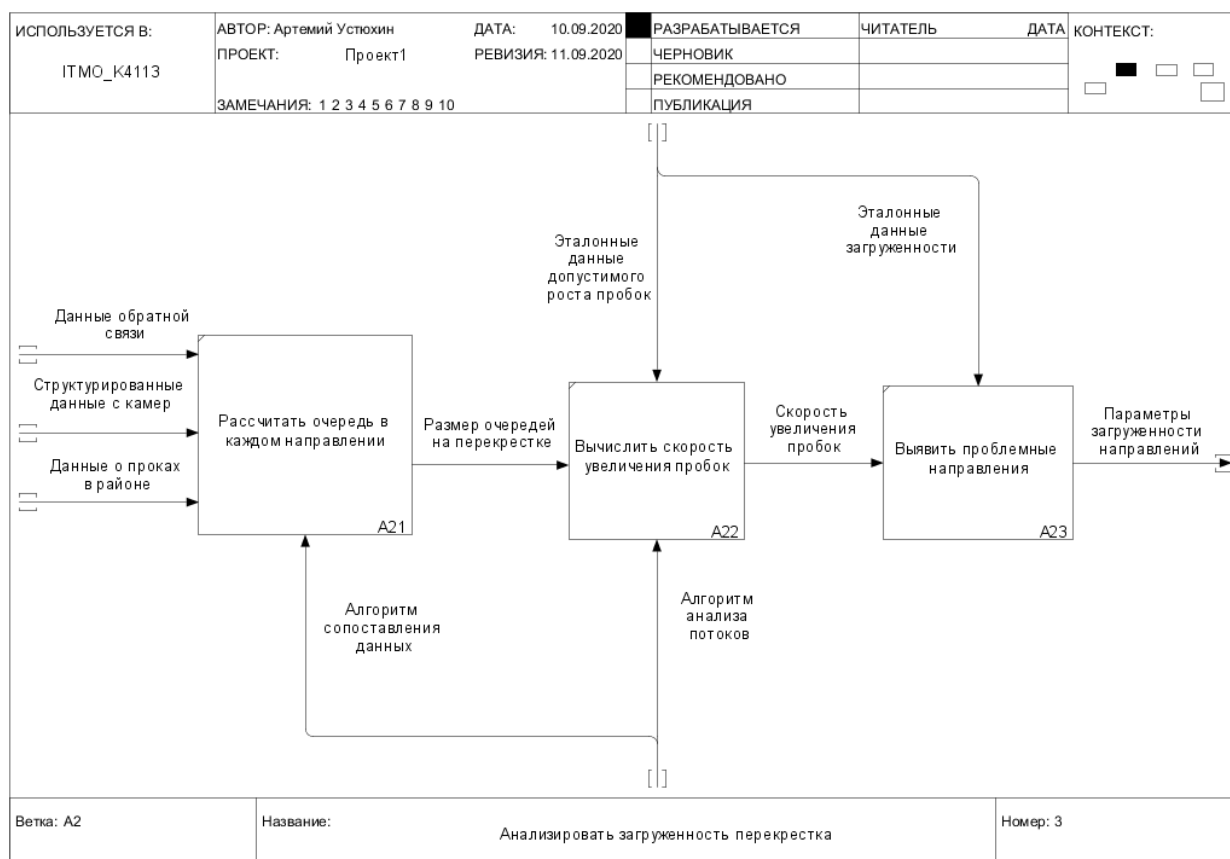 ИСПОЛЬЗУЕТСЯ В:
ITMO_K4113
АВТОР: Артемий Устюхин
ДАТА: 10.09.2020
ПРОЕКТ: Проект1
РЕВИЗИЯ: 11.09.2020
ЗАМЕЧАНИЯ: 1 2 3 4 5 6 7 8 9 10
РАЗРАБАТЫВАЕТСЯ
ЧЕРНОВИК
РЕКОМЕНДОВАНО
ПУБЛИКАЦИЯ
ЧИТАТЕЛЬ
ДАТА
КОНТЕКСТ:
Эталонные
данные
загруженности
Эталонные
данные
допустимого
роста пробок
Данные обратной
связи
Структурированные
данные с камер
Данные о проках
в районе
Рассчитать очередь в
каждом направлении
A21
Размер очередей
на перекрестке
Вычислить скорость
увеличения пробок
A22
Скорость
увеличения
пробок
Выявить проблемные
направления
A23
Параметры
загруженности
направлений
Алгоритм
сопоставления
данных
Алгоритм
анализа
потоков
Ветка: A2
Название:
Анализировать загруженность перекрестка
Номер: 3